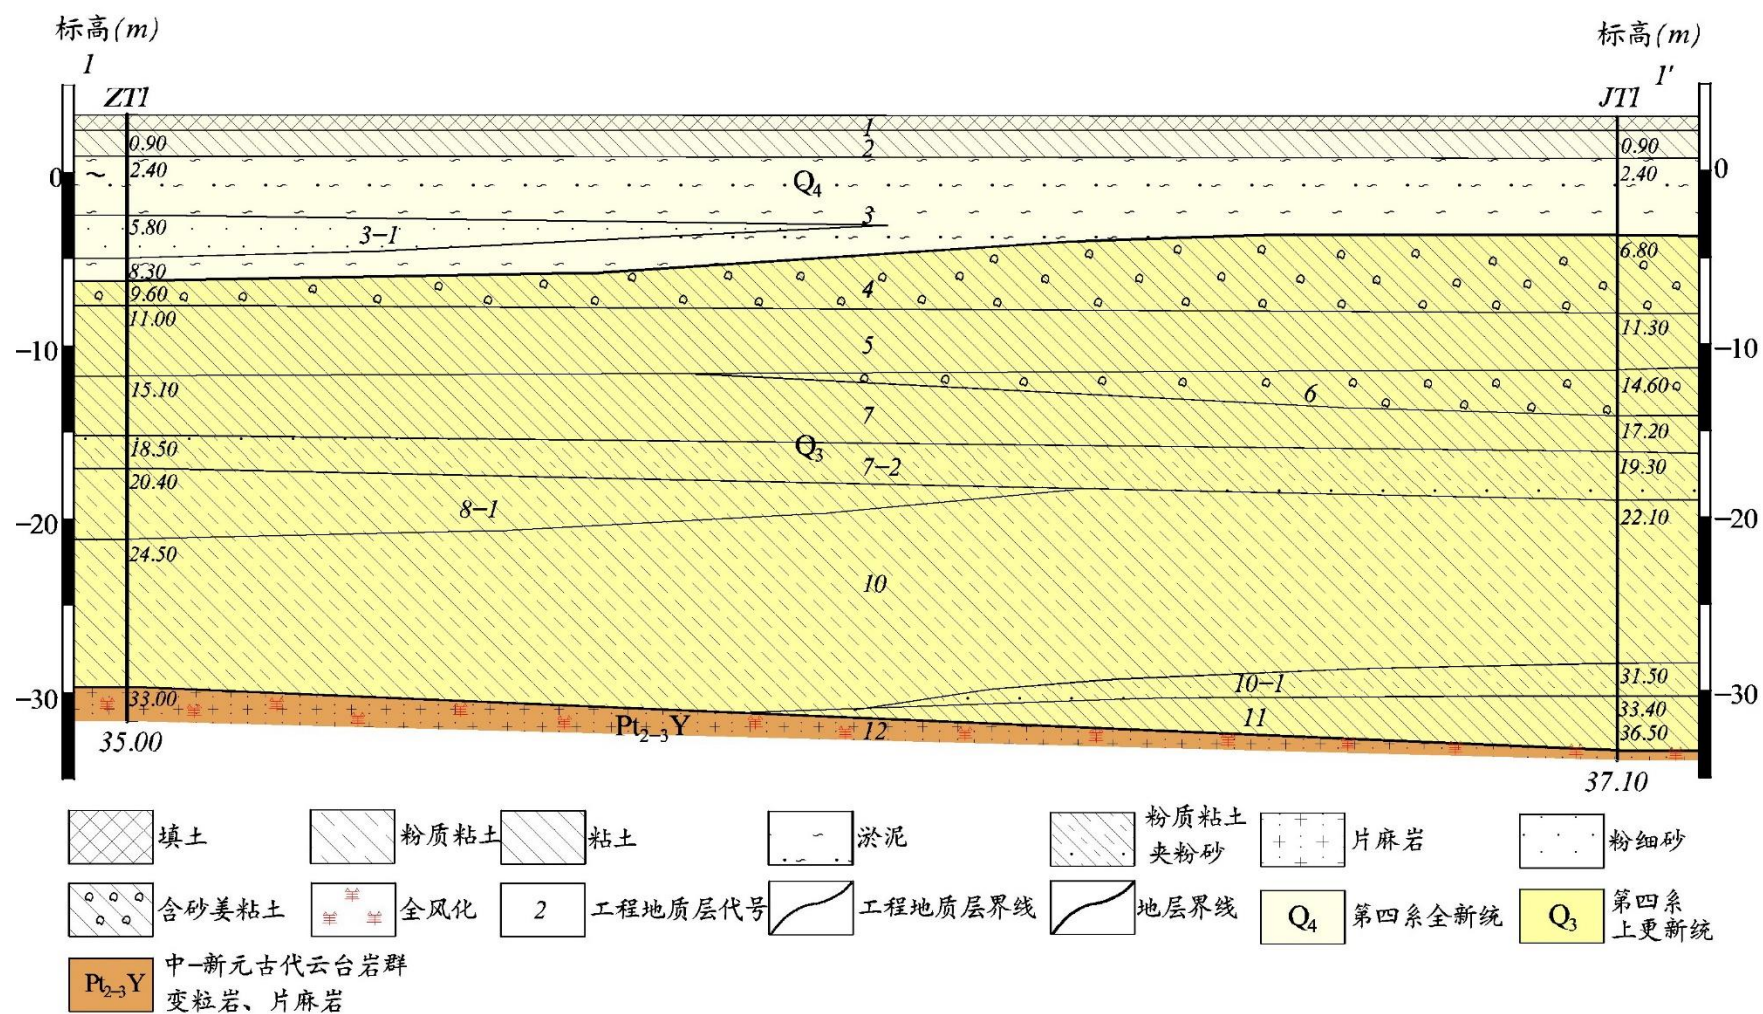 标高(m)
标高(m)
1
1'
ZT1
JT1
1
0.90
0.90
2
2.40
2.40
0
0
Q4
3
5.80
3-1
6.80
8.30
9.60
4
11.00
11.30
-10
-10
5
15.10
14.60
6
7
17.20
18.50
Q3
7-2
19.30
20.40
8-1
22.10
-20
-20
24.50
10
31.50
10-1
-30
-30
33.00
33.40
11
Pt2-3Y
12
36.50
35.00
37.10
填土
粉质粘土
粘土
淤泥
粉质粘土
夹粉砂
片麻岩
粉细砂
含砂姜粘土
全风化
2
工程地质层代号
工程地质层界线
地层界线
Q4
第四系全新统
Q3
第四系
上更新统
Pt2-3Y
中-新元古代云台岩群
变粒岩、片麻岩